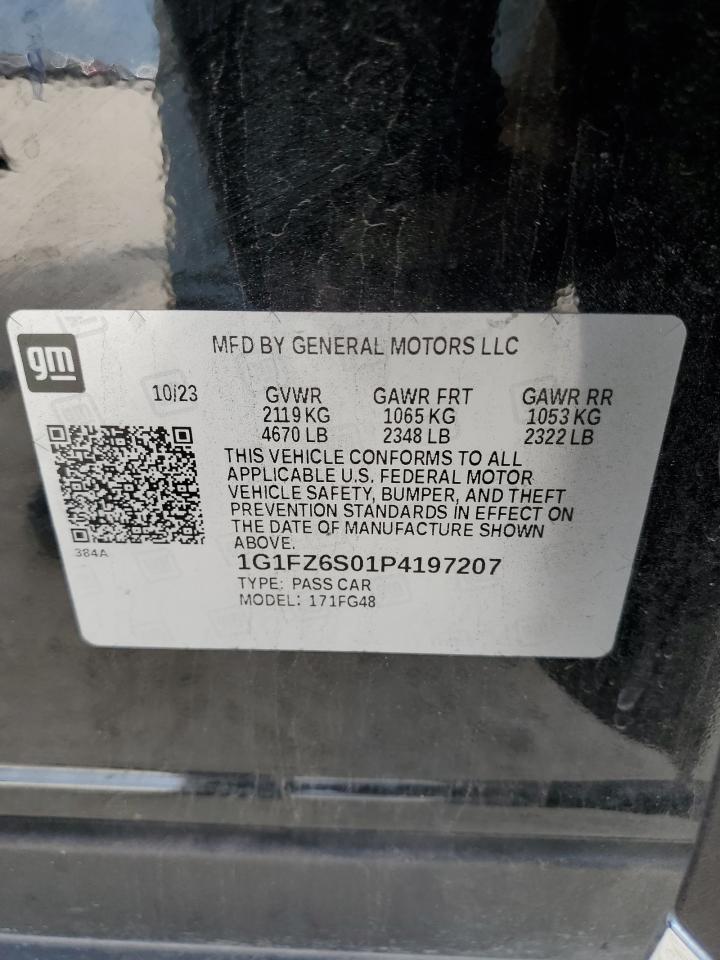 gm
MFD BY GENERAL MOTORS LLC
10/23 GVWR GAWR FRT GAWR RR
2119 KG 1065 KG 1053 KG
4670 LB 2348 LB 2322 LB
THIS VEHICLE CONFORMS TO ALL
APPLICABLE U.S. FEDERAL MOTOR
VEHICLE SAFETY, BUMPER, AND THEFT
PREVENTION STANDARDS IN EFFECT ON
THE DATE OF MANUFACTURE SHOWN
ABOVE.
384A
1G1FZ6S01P4197207
TYPE: PASS CAR
MODEL: 171FG48